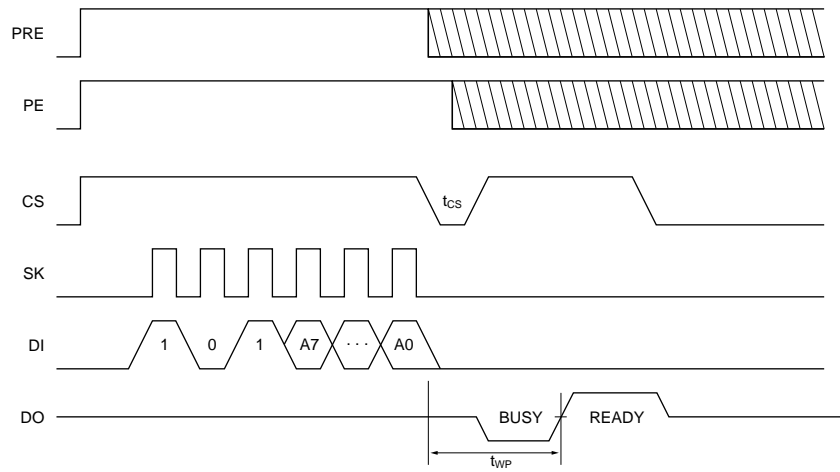 PRE
PE
CS
tCS
SK
DI
1 0 1 A7 · · · A0
DO
BUSY READY
tWP